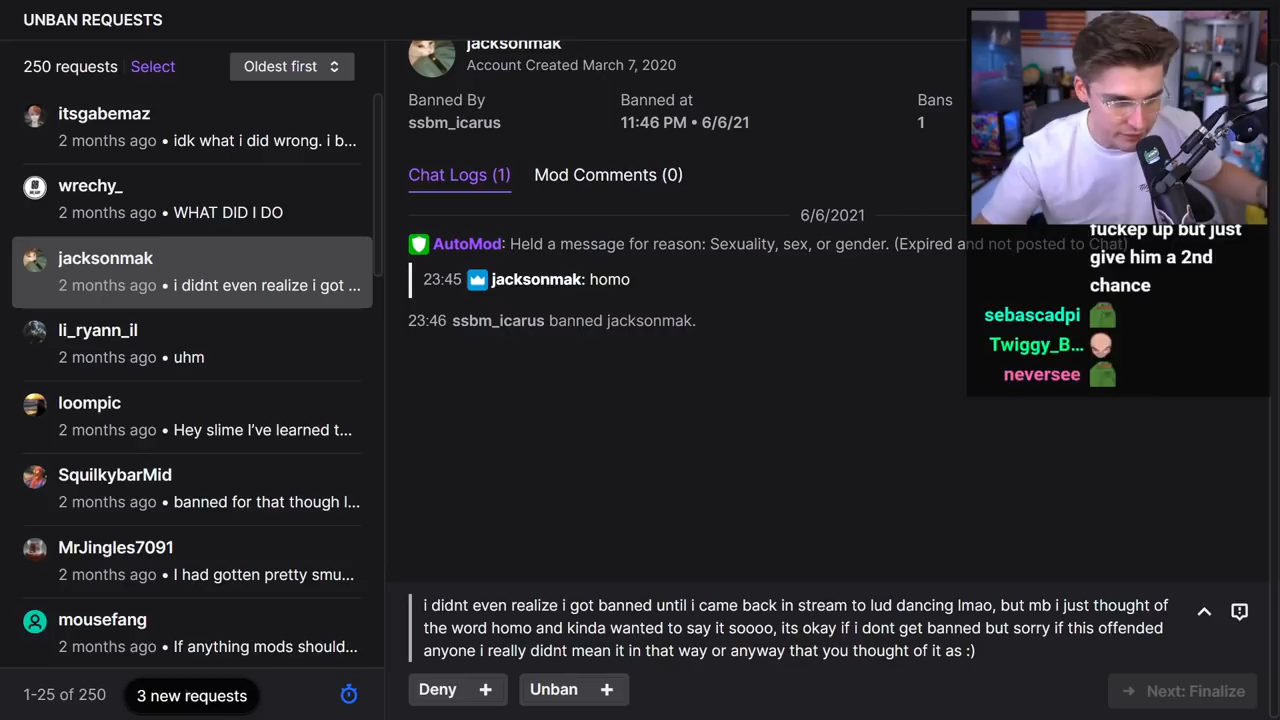 UNBAN REQUESTS
250 requests Select
Oldest first
itsgabemaz
2 months ago • idk what i did wrong. i b...
wrechy_
2 months ago • WHAT DID I DO
jacksonmak
2 months ago • i didnt even realize i got ...
li_ryann_il
2 months ago • uhm
loompic
2 months ago • Hey slime I've learned t...
SquilkybarMid
2 months ago • banned for that though l...
MrJingles7091
2 months ago • I had gotten pretty smu...
mousefang
2 months ago • If anything mods should...
1-25 of 250
3 new requests
jacksonmak
Account Created March 7, 2020
Banned By
ssbm_icarus
Banned at
11:46 PM • 6/6/21
Bans
1
Chat Logs (1)
Mod Comments (0)
6/6/2021
AutoMod: Held a message for reason: Sexuality, sex, or gender. (Expired and not posted to Chat)
23:45 jacksonmak: homo
23:46 ssbm_icarus banned jacksonmak.
fuckep up but just
give him a 2nd
chance
sebascadpi
Twiggy_B...
neversee
i didnt even realize i got banned until i came back in stream to lud dancing lmao, but mb i just thought of
the word homo and kinda wanted to say it soooo, its okay if i dont get banned but sorry if this offended
anyone i really didnt mean it in that way or anyway that you thought of it as :)
Deny +
Unban +
→ Next: Finalize